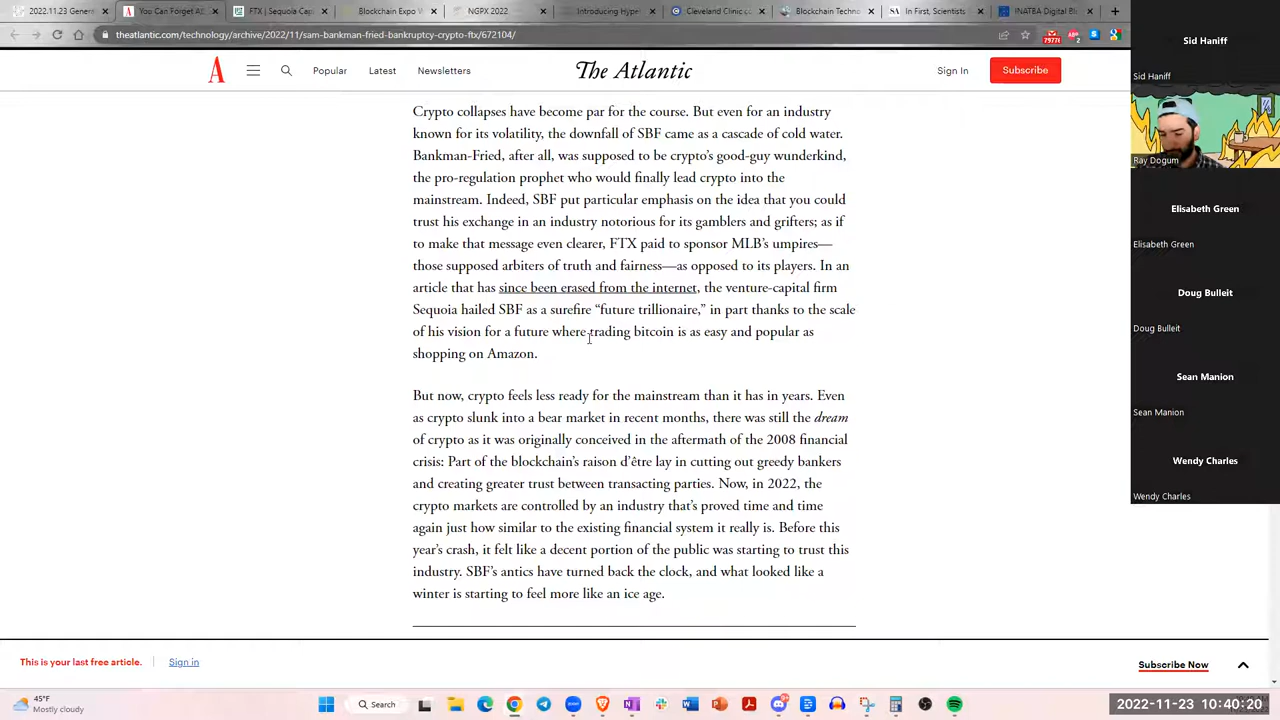 2022.11.23 Genera
You Can Forget Ab
FTX | Sequoia Capi
Blockchain Expo W
NGPX 2022
Introducing Hyper
Cleveland Clinic co
Blockchain Techno
In First, Scientists
INATBA Digital Blo
theatlantic.com/technology/archive/2022/11/sam-bankman-fried-bankruptcy-crypto-ftx/672104/
Popular
Latest
Newsletters
The Atlantic
Sign In
Subscribe
Crypto collapses have become par for the course. But even for an industry
known for its volatility, the downfall of SBF came as a cascade of cold water.
Bankman-Fried, after all, was supposed to be crypto's good-guy wunderkind,
the pro-regulation prophet who would finally lead crypto into the
mainstream. Indeed, SBF put particular emphasis on the idea that you could
trust his exchange in an industry notorious for its gamblers and grifters; as if
to make that message even clearer, FTX paid to sponsor MLB's umpires—
those supposed arbiters of truth and fairness—as opposed to its players. In an
article that has since been erased from the internet, the venture-capital firm
Sequoia hailed SBF as a surefire “future trillionaire,” in part thanks to the scale
of his vision for a future where trading bitcoin is as easy and popular as
shopping on Amazon.
But now, crypto feels less ready for the mainstream than it has in years. Even
as crypto slunk into a bear market in recent months, there was still the dream
of crypto as it was originally conceived in the aftermath of the 2008 financial
crisis: Part of the blockchain's raison d'être lay in cutting out greedy bankers
and creating greater trust between transacting parties. Now, in 2022, the
crypto markets are controlled by an industry that's proved time and time
again just how similar to the existing financial system it really is. Before this
year's crash, it felt like a decent portion of the public was starting to trust this
industry. SBF's antics have turned back the clock, and what looked like a
winter is starting to feel more like an ice age.
This is your last free article.
Sign in
Subscribe Now
45°F
Mostly cloudy
Search
2022-11-23 10:40:20
Sid Haniff
Sid Haniff
Ray Dogum
Elisabeth Green
Elisabeth Green
Doug Bulleit
Doug Bulleit
Sean Manion
Sean Manion
Wendy Charles
Wendy Charles